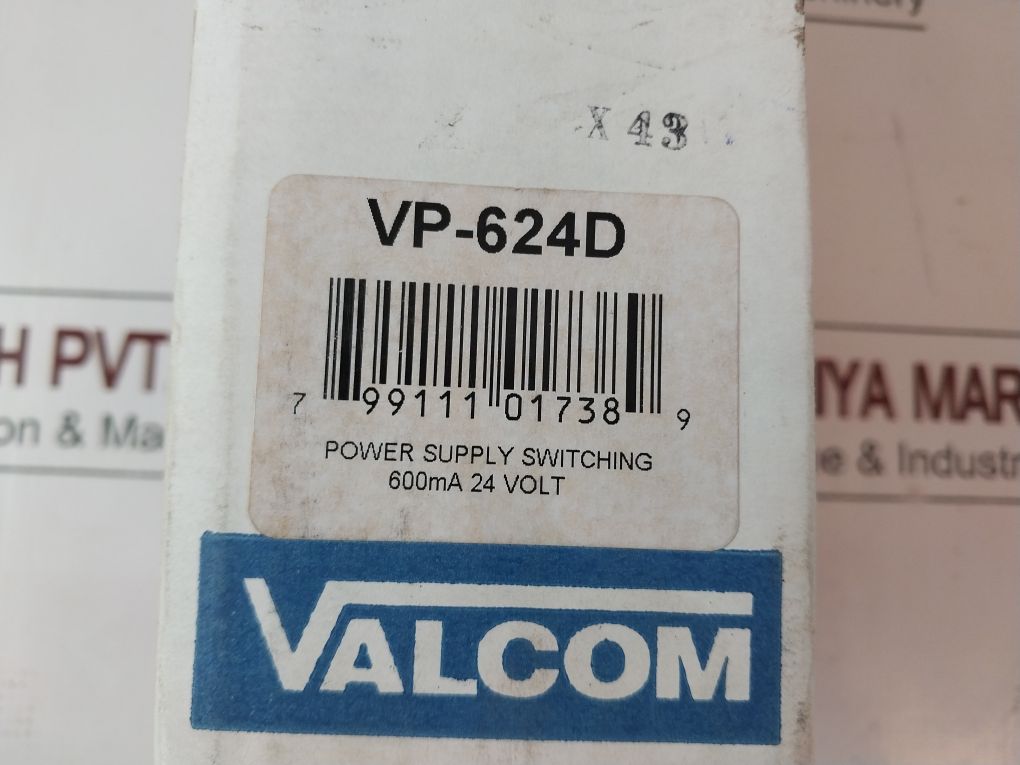 hinery
X 43
VP-624D
7 99111 01738 9
POWER SUPPLY SWITCHING
600mA 24 VOLT
H PVT
on & Ma
IYA MAR
e & Industr
VALCOM